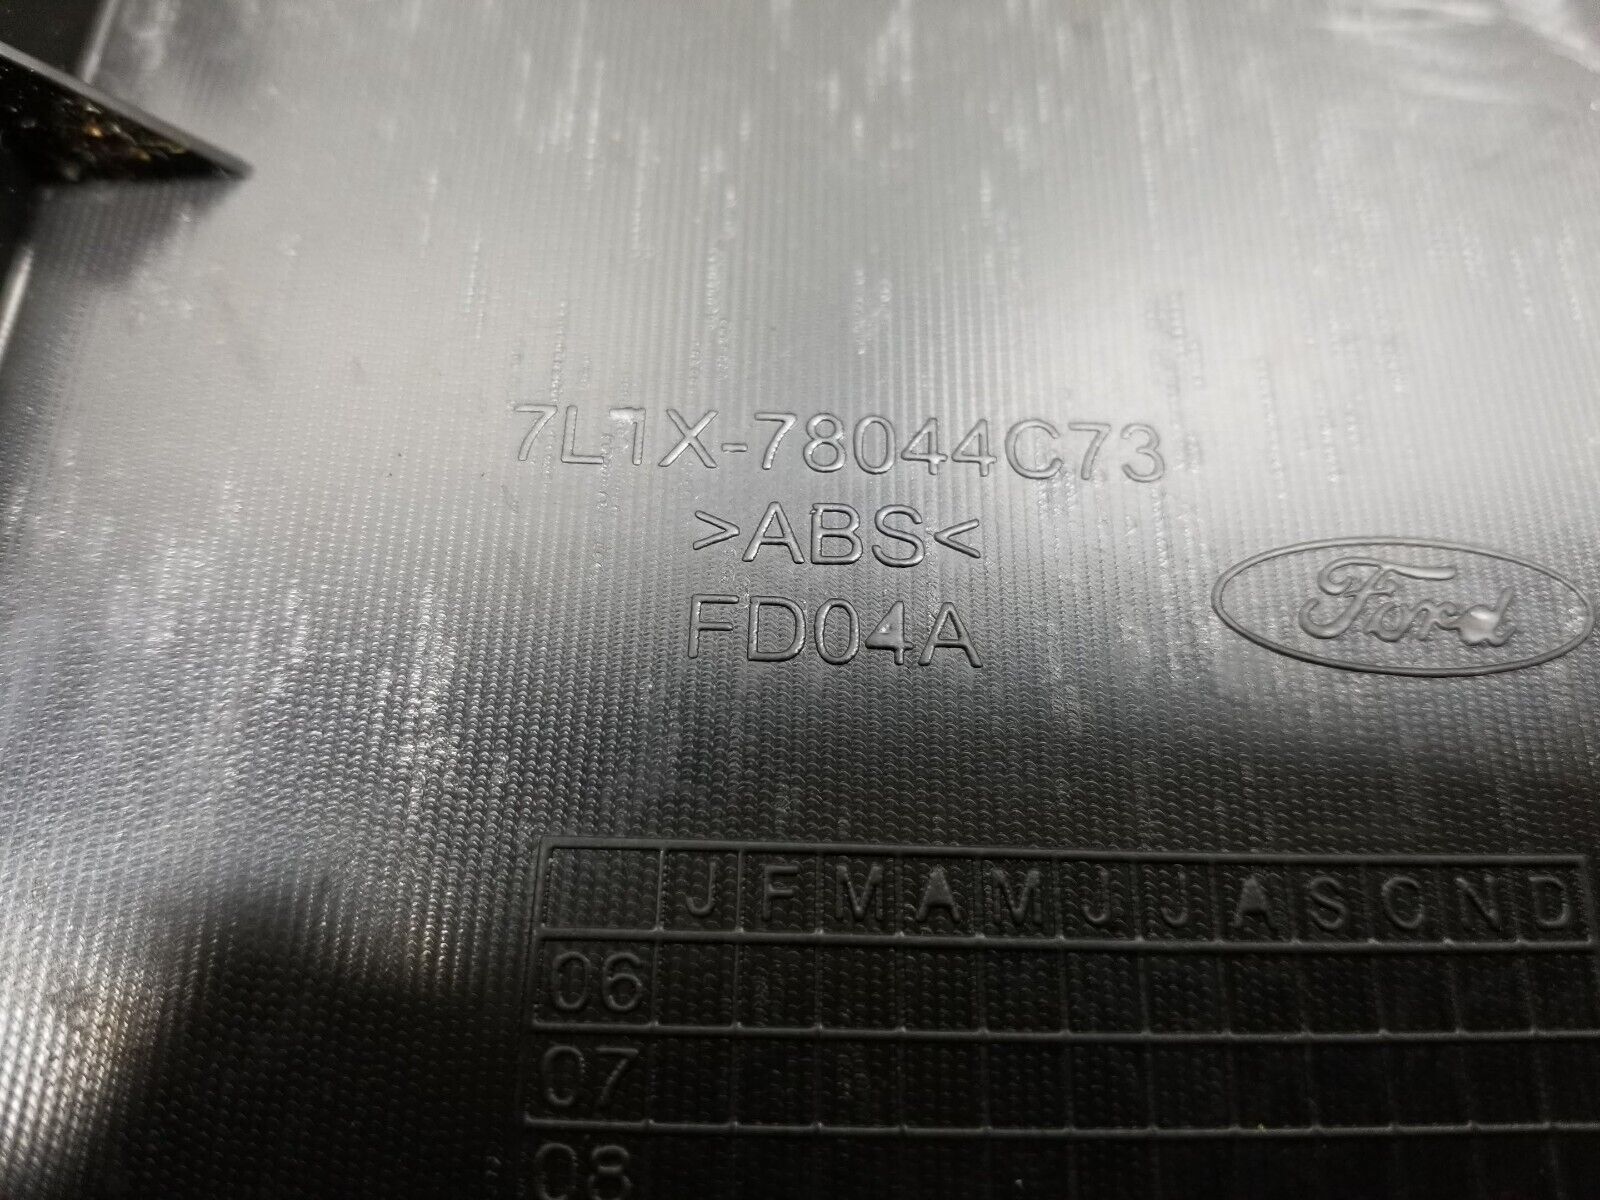 7L1X-78044C73
>ABS<
FD04A
Ford
J F M A M J J A S O N D
06
07
08